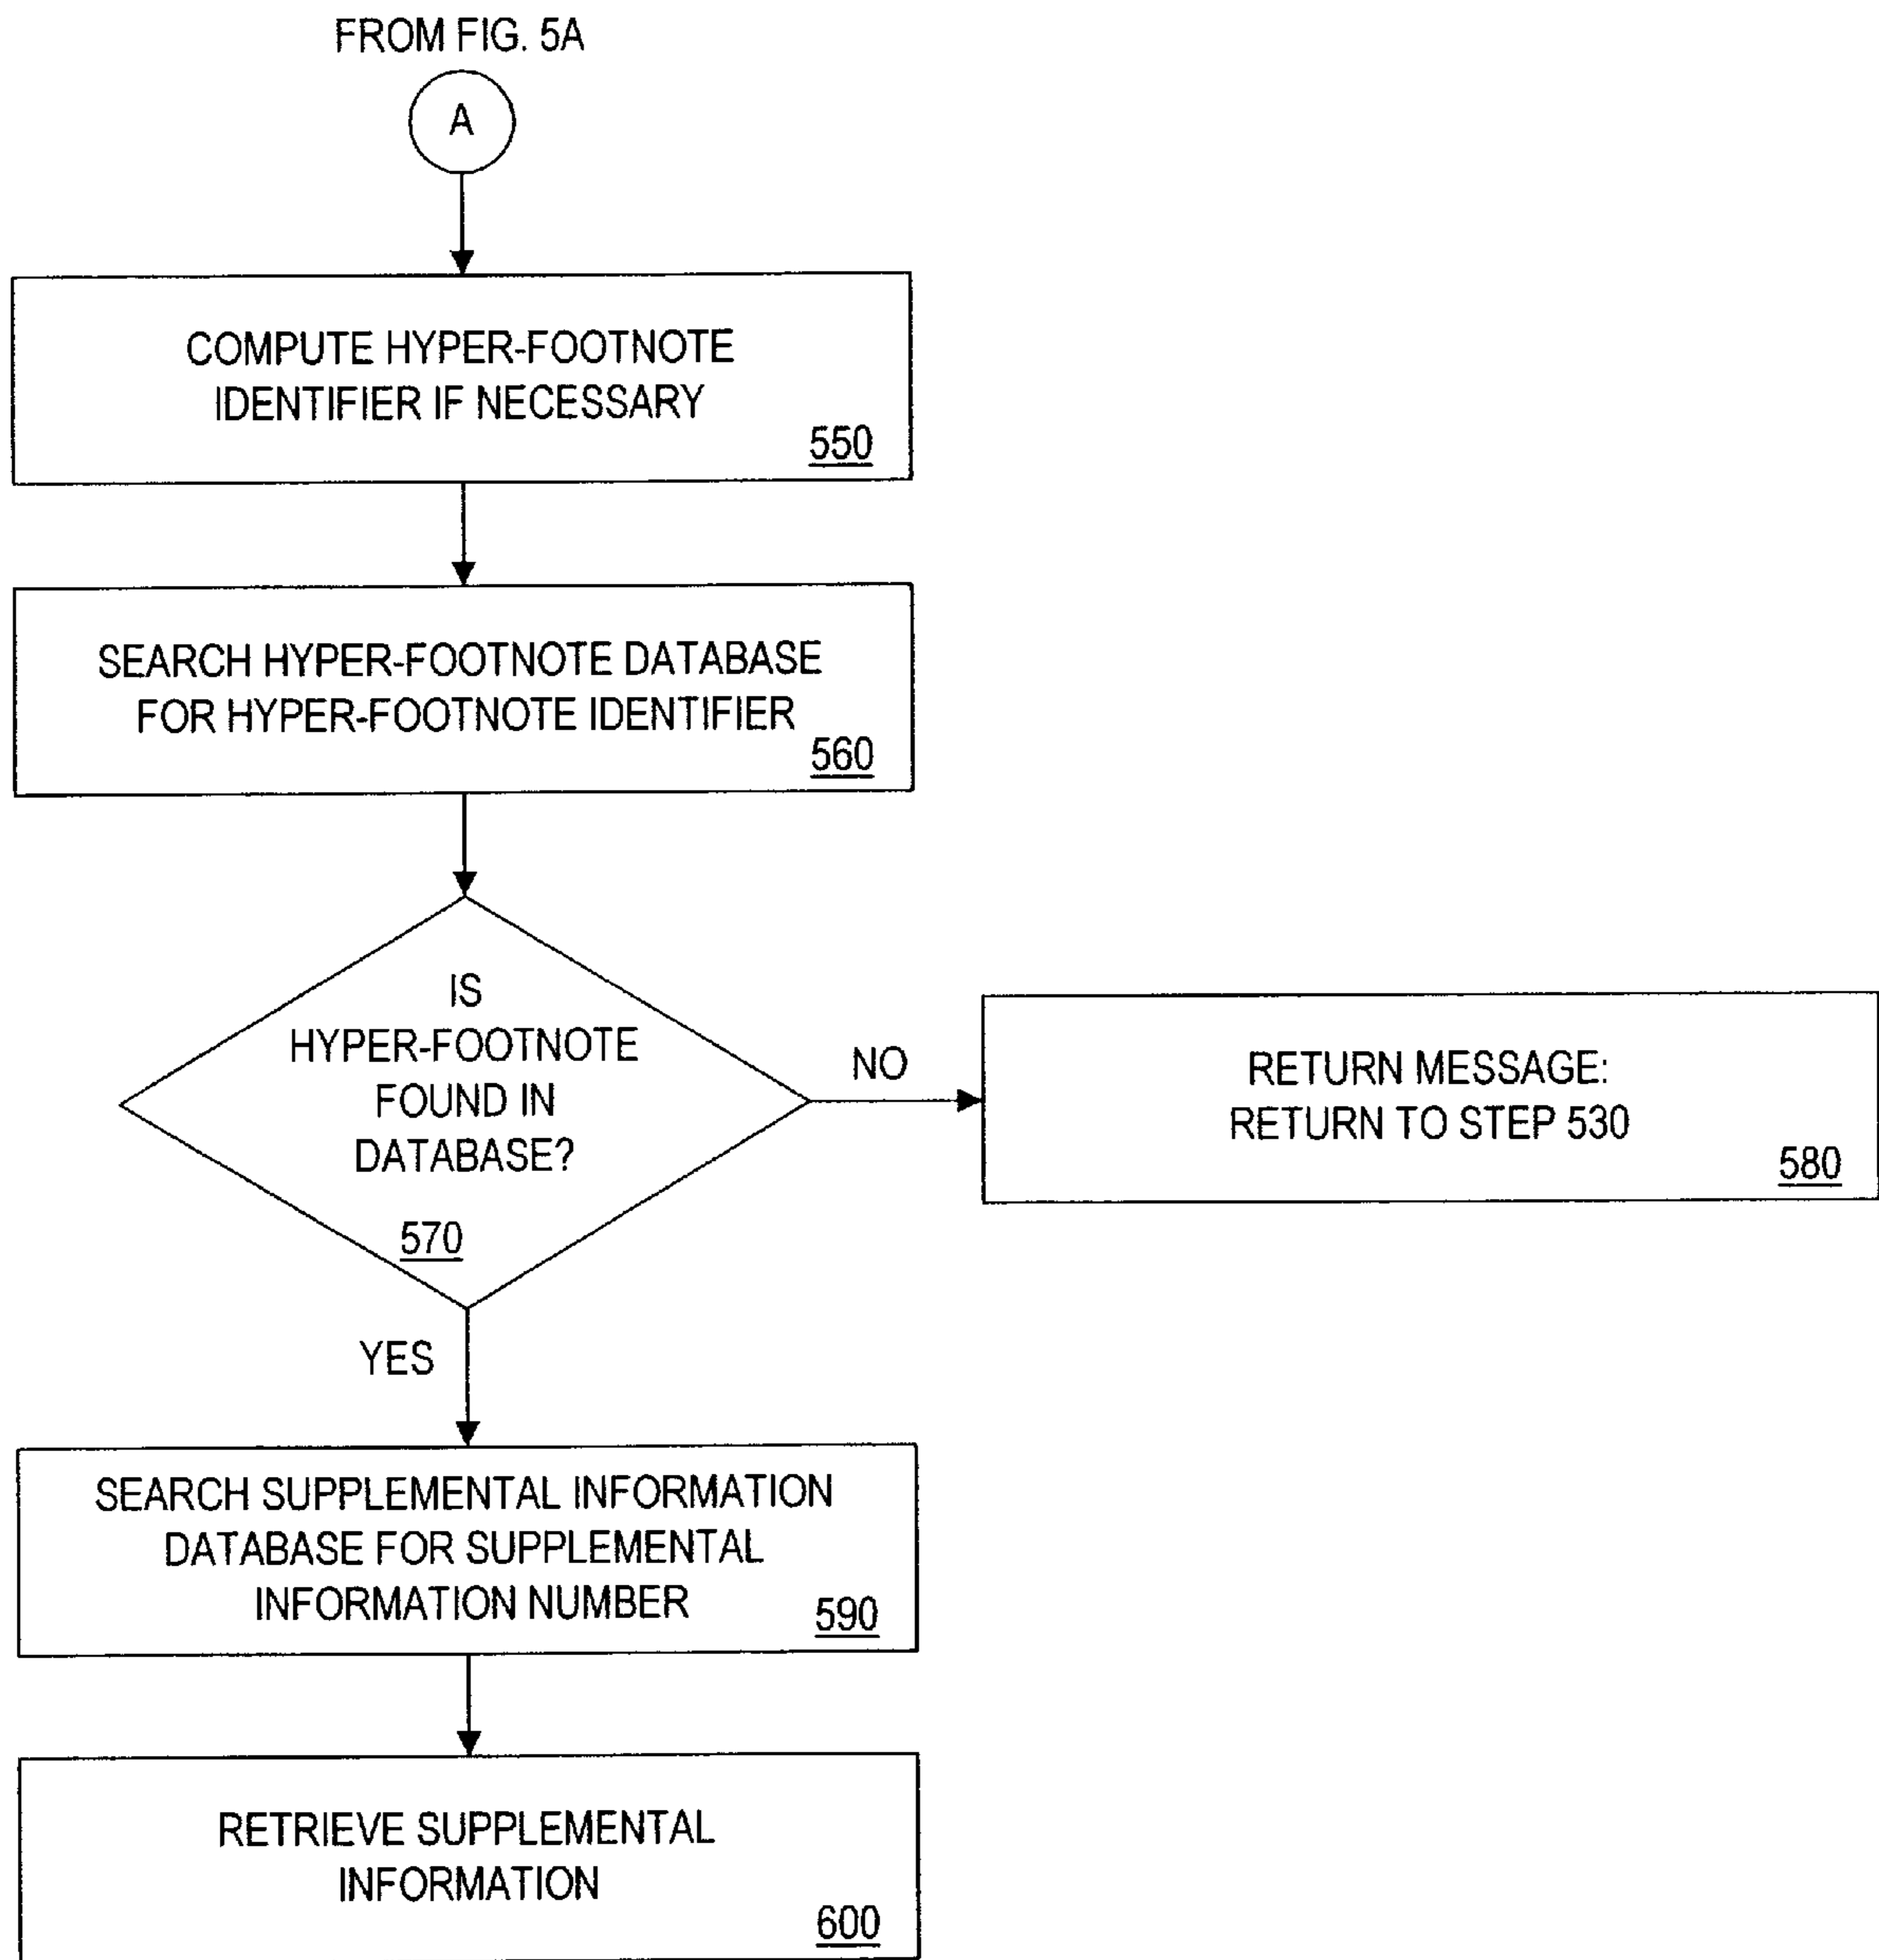 FROM FIG. 5A
A
COMPUTE HYPER-FOOTNOTE
IDENTIFIER IF NECESSARY
550
SEARCH HYPER-FOOTNOTE DATABASE
FOR HYPER-FOOTNOTE IDENTIFIER
560
IS
HYPER-FOOTNOTE
FOUND IN
DATABASE?
570
NO
RETURN MESSAGE:
RETURN TO STEP 530
580
YES
SEARCH SUPPLEMENTAL INFORMATION
DATABASE FOR SUPPLEMENTAL
INFORMATION NUMBER
590
RETRIEVE SUPPLEMENTAL
INFORMATION
600